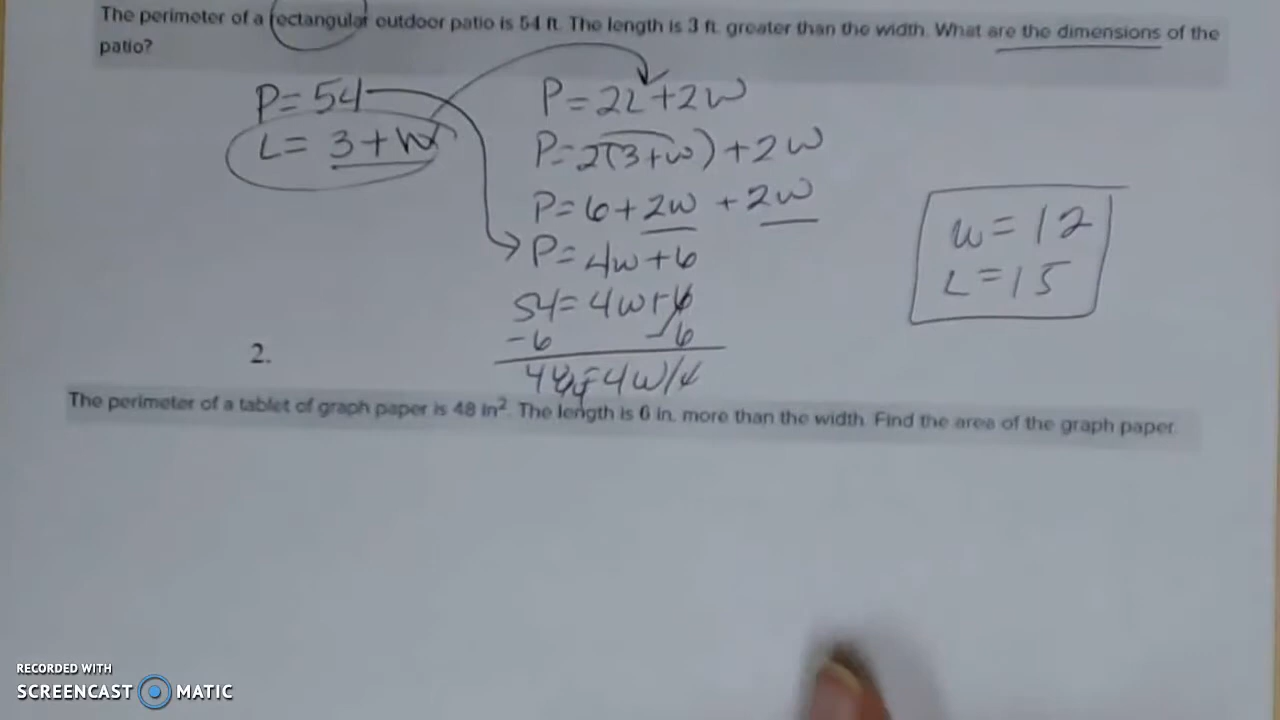 The perimeter of a rectangular outdoor patio is 54 ft. The length is 3 ft. greater than the width. What are the dimensions of the
patio?
P = 54
L = 3 + W
P = 2L + 2W
P = 2(3+w) + 2W
P = 6 + 2W + 2W
P = 4W + 6
54 = 4W + 6
-6 -6
48/4 = 4W/4
W = 12
L = 15
2.
The perimeter of a tablet of graph paper is 48 in². The length is 6 in. more than the width. Find the area of the graph paper.
RECORDED WITH
SCREENCAST MATIC